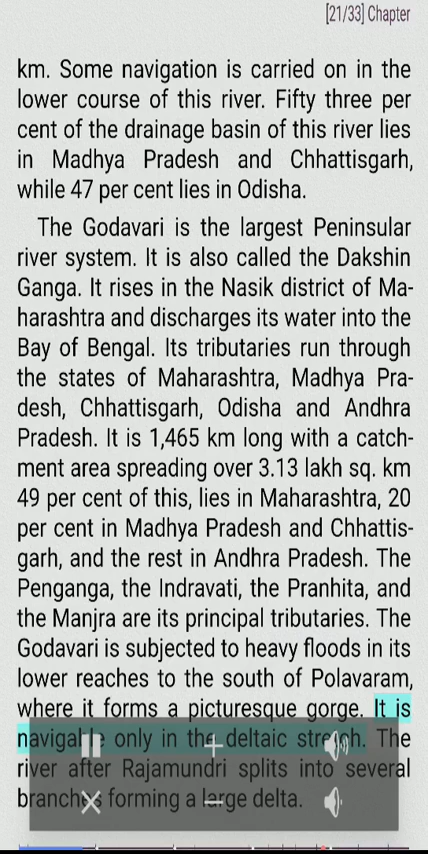 [21/33] Chapter
km. Some navigation is carried on in the
lower course of this river. Fifty three per
cent of the drainage basin of this river lies
in Madhya Pradesh and Chhattisgarh,
while 47 per cent lies in Odisha.
The Godavari is the largest Peninsular
river system. It is also called the Dakshin
Ganga. It rises in the Nasik district of Ma-
harashtra and discharges its water into the
Bay of Bengal. Its tributaries run through
the states of Maharashtra, Madhya Pra-
desh, Chhattisgarh, Odisha and Andhra
Pradesh. It is 1,465 km long with a catch-
ment area spreading over 3.13 lakh sq. km
49 per cent of this, lies in Maharashtra, 20
per cent in Madhya Pradesh and Chhattis-
garh, and the rest in Andhra Pradesh. The
Penganga, the Indravati, the Pranhita, and
the Manjra are its principal tributaries. The
Godavari is subjected to heavy floods in its
lower reaches to the south of Polavaram,
where it forms a picturesque gorge. It is
navigable only in the deltaic stretch. The
river after Rajamundri splits into several
branches forming a large delta.